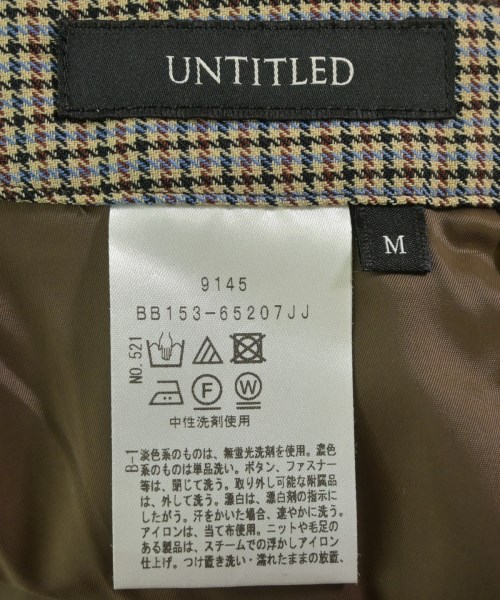 UNTITLED
M
9145
BB153-65207JJ
NO.521
F
W
中性洗剤使用
B-1
淡色系のものは、無蛍光洗剤を使用。濃色
系のものは単品洗い。ボタン、ファスナー
等は、閉じて洗う。取り外し可能な附属品
は、外して洗う。漂白は、漂白剤の指示に
したがう。汗をかいた場合、速やかに洗う。
アイロンは、当て布使用。ニットや毛足の
ある製品は、スチームでの浮かしアイロン
仕上げ。つけ置き洗い・濡れたままの放置、